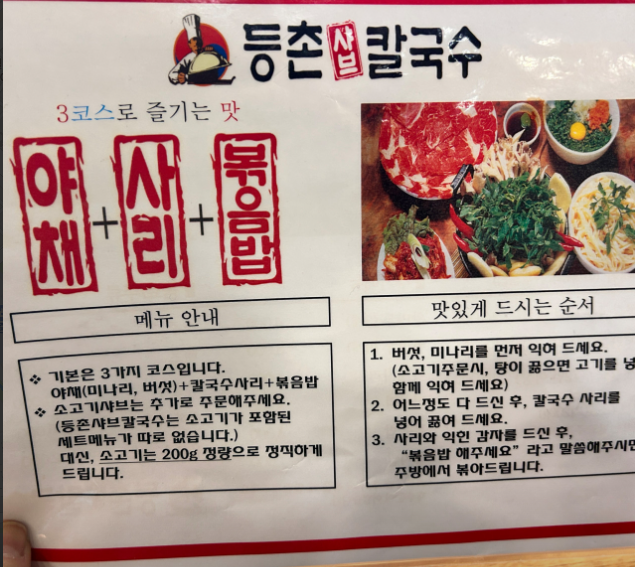 등촌샤브칼국수
3코스로 즐기는 맛
야채+사리+볶음밥
메뉴 안내
❖ 기본은 3가지 코스입니다.
야채(미나리, 버섯)+칼국수사리+볶음밥
❖ 소고기샤브는 추가로 주문해주세요.
(등촌샤브칼국수는 소고기가 포함된
세트메뉴가 따로 없습니다.)
대신, 소고기는 200g 정량으로 정직하게
드립니다.
맛있게 드시는 순서
1. 버섯, 미나리를 먼저 익혀 드세요.
(소고기주문시, 탕이 끓으면 고기를 넣
함께 익혀 드세요)
2. 어느정도 다 드신 후, 칼국수 사리를
넣어 끓여 드세요.
3. 사리와 익힌 감자를 드신 후,
“볶음밥 해주세요” 라고 말씀해주시면
주방에서 볶아드립니다.